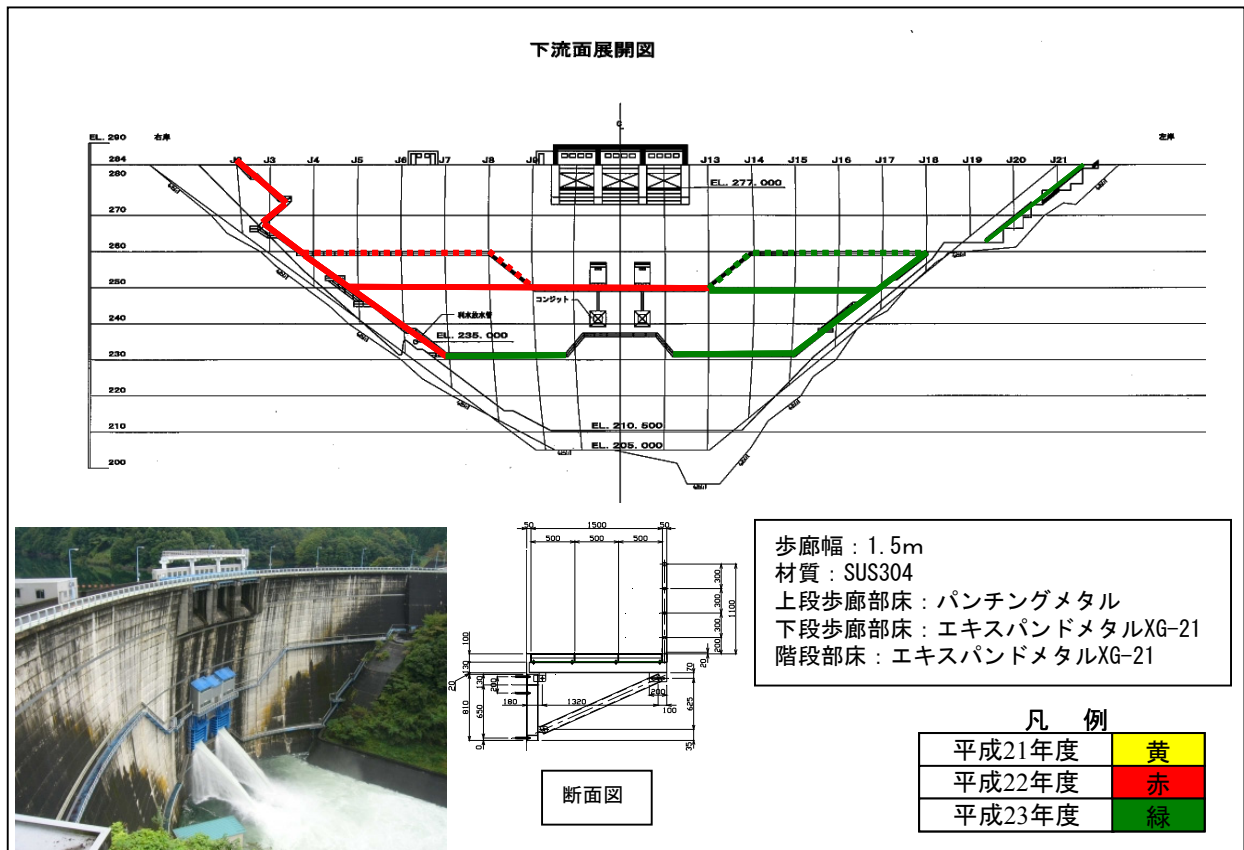 下流面展開図
C
EL. 290
右岸
左岸
284
J2 J3 J4 J5 J6 J7 J8 J9 J13 J14 J15 J16 J17 J18 J19 J20 J21
280
EL. 277.000
270
260
250
コンジット
240
利水放水管
EL. 235.000
230
220
210
EL. 210.500
EL. 205.000
200
50 1500 50
500 500 500
300
300
300
200
1100
20
100
130
20
810
130
650
0
200
180 1320
200
100
70
625
35
断面図
歩廊幅：1.5m
材質：SUS304
上段歩廊部床：パンチングメタル
下段歩廊部床：エキスパンドメタルXG-21
階段部床：エキスパンドメタルXG-21
凡 例
平成21年度 黄
平成22年度 赤
平成23年度 緑